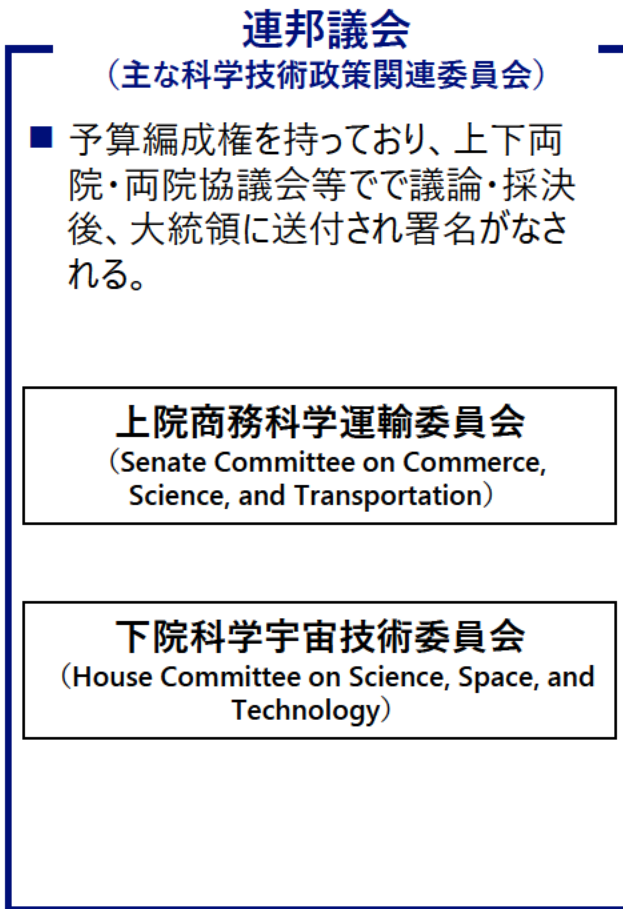 連邦議会
（主な科学技術政策関連委員会）
■ 予算編成権を持っており、上下両
院・両院協議会等でで議論・採決
後、大統領に送付され署名がなさ
れる。
上院商務科学運輸委員会
（Senate Committee on Commerce,
Science, and Transportation）
下院科学宇宙技術委員会
（House Committee on Science, Space, and
Technology）